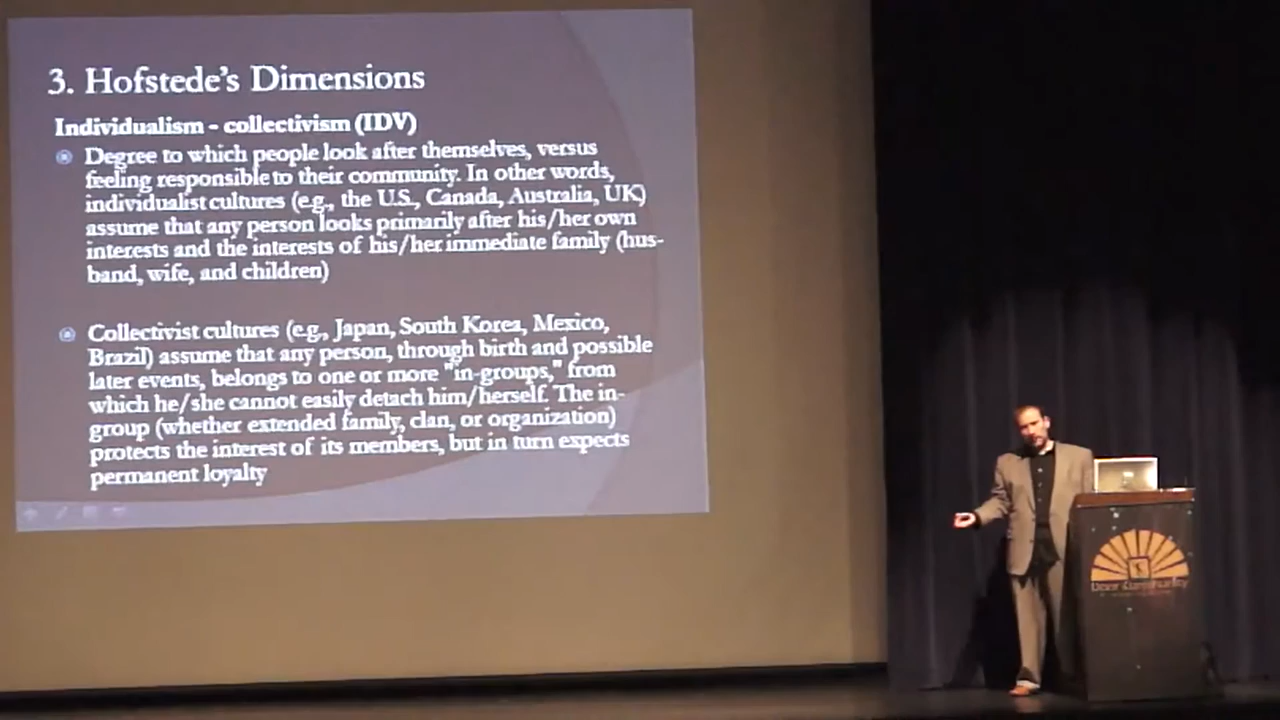 3. Hofstede's Dimensions
Individualism - collectivism (IDV)
Degree to which people look after themselves, versus
feeling responsible to their community. In other words,
individualist cultures (e.g., the U.S., Canada, Australia, UK)
assume that any person looks primarily after his/her own
interests and the interests of his/her immediate family (hus-
band, wife, and children)
Collectivist cultures (e.g., Japan, South Korea, Mexico,
Brazil) assume that any person, through birth and possible
later events, belongs to one or more "in-groups," from
which he/she cannot easily detach him/herself. The in-
group (whether extended family, clan, or organization)
protects the interest of its members, but in turn expects
permanent loyalty